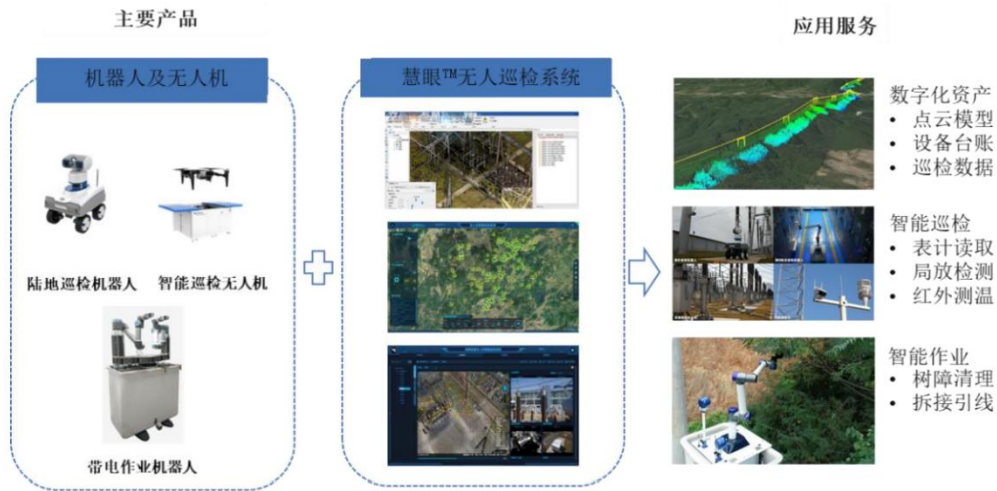 主要产品
应用服务
机器人及无人机
慧眼™无人巡检系统
陆地巡检机器人
智能巡检无人机
带电作业机器人
数字化资产
• 点云模型
• 设备台账
• 巡检数据
智能巡检
• 表计读取
• 局放检测
• 红外测温
智能作业
• 树障清理
• 拆接引线